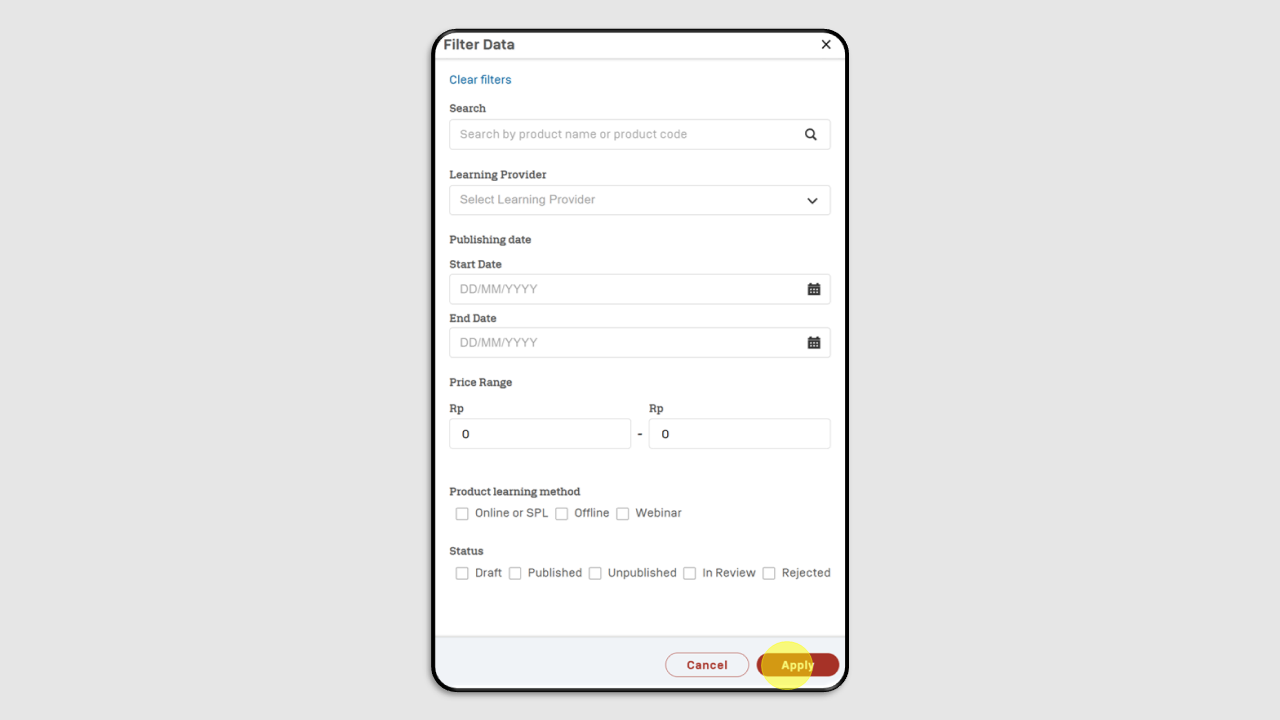 Filter Data
Clear filters
Search
Search by product name or product code
Learning Provider
Select Learning Provider
Publishing date
Start Date
DD/MM/YYYY
End Date
DD/MM/YYYY
Price Range
Rp Rp
0 - 0
Product learning method
Online or SPL Offline Webinar
Status
Draft Published Unpublished In Review Rejected
Cancel Apply